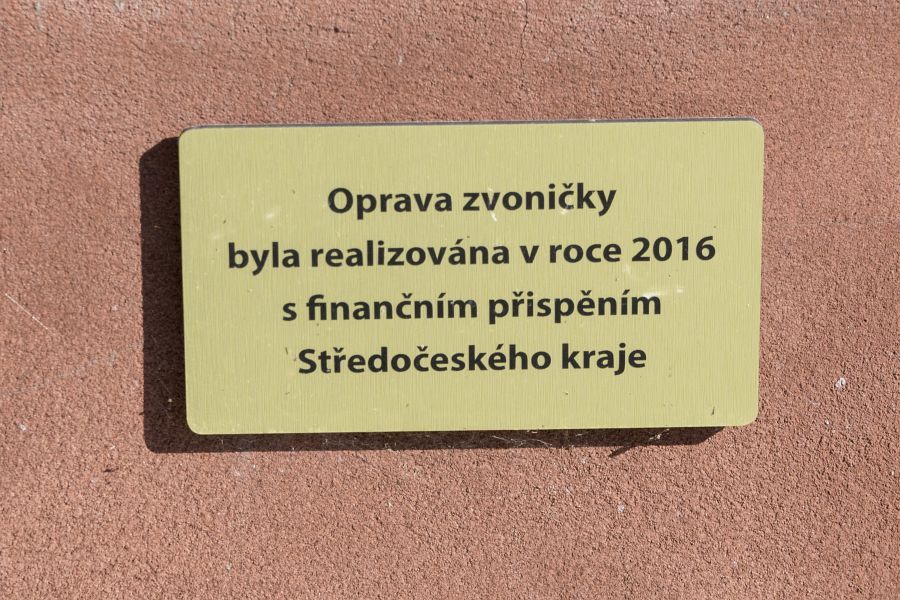 Oprava zvoničky
byla realizována v roce 2016
s finančním přispěním
Středočeského kraje